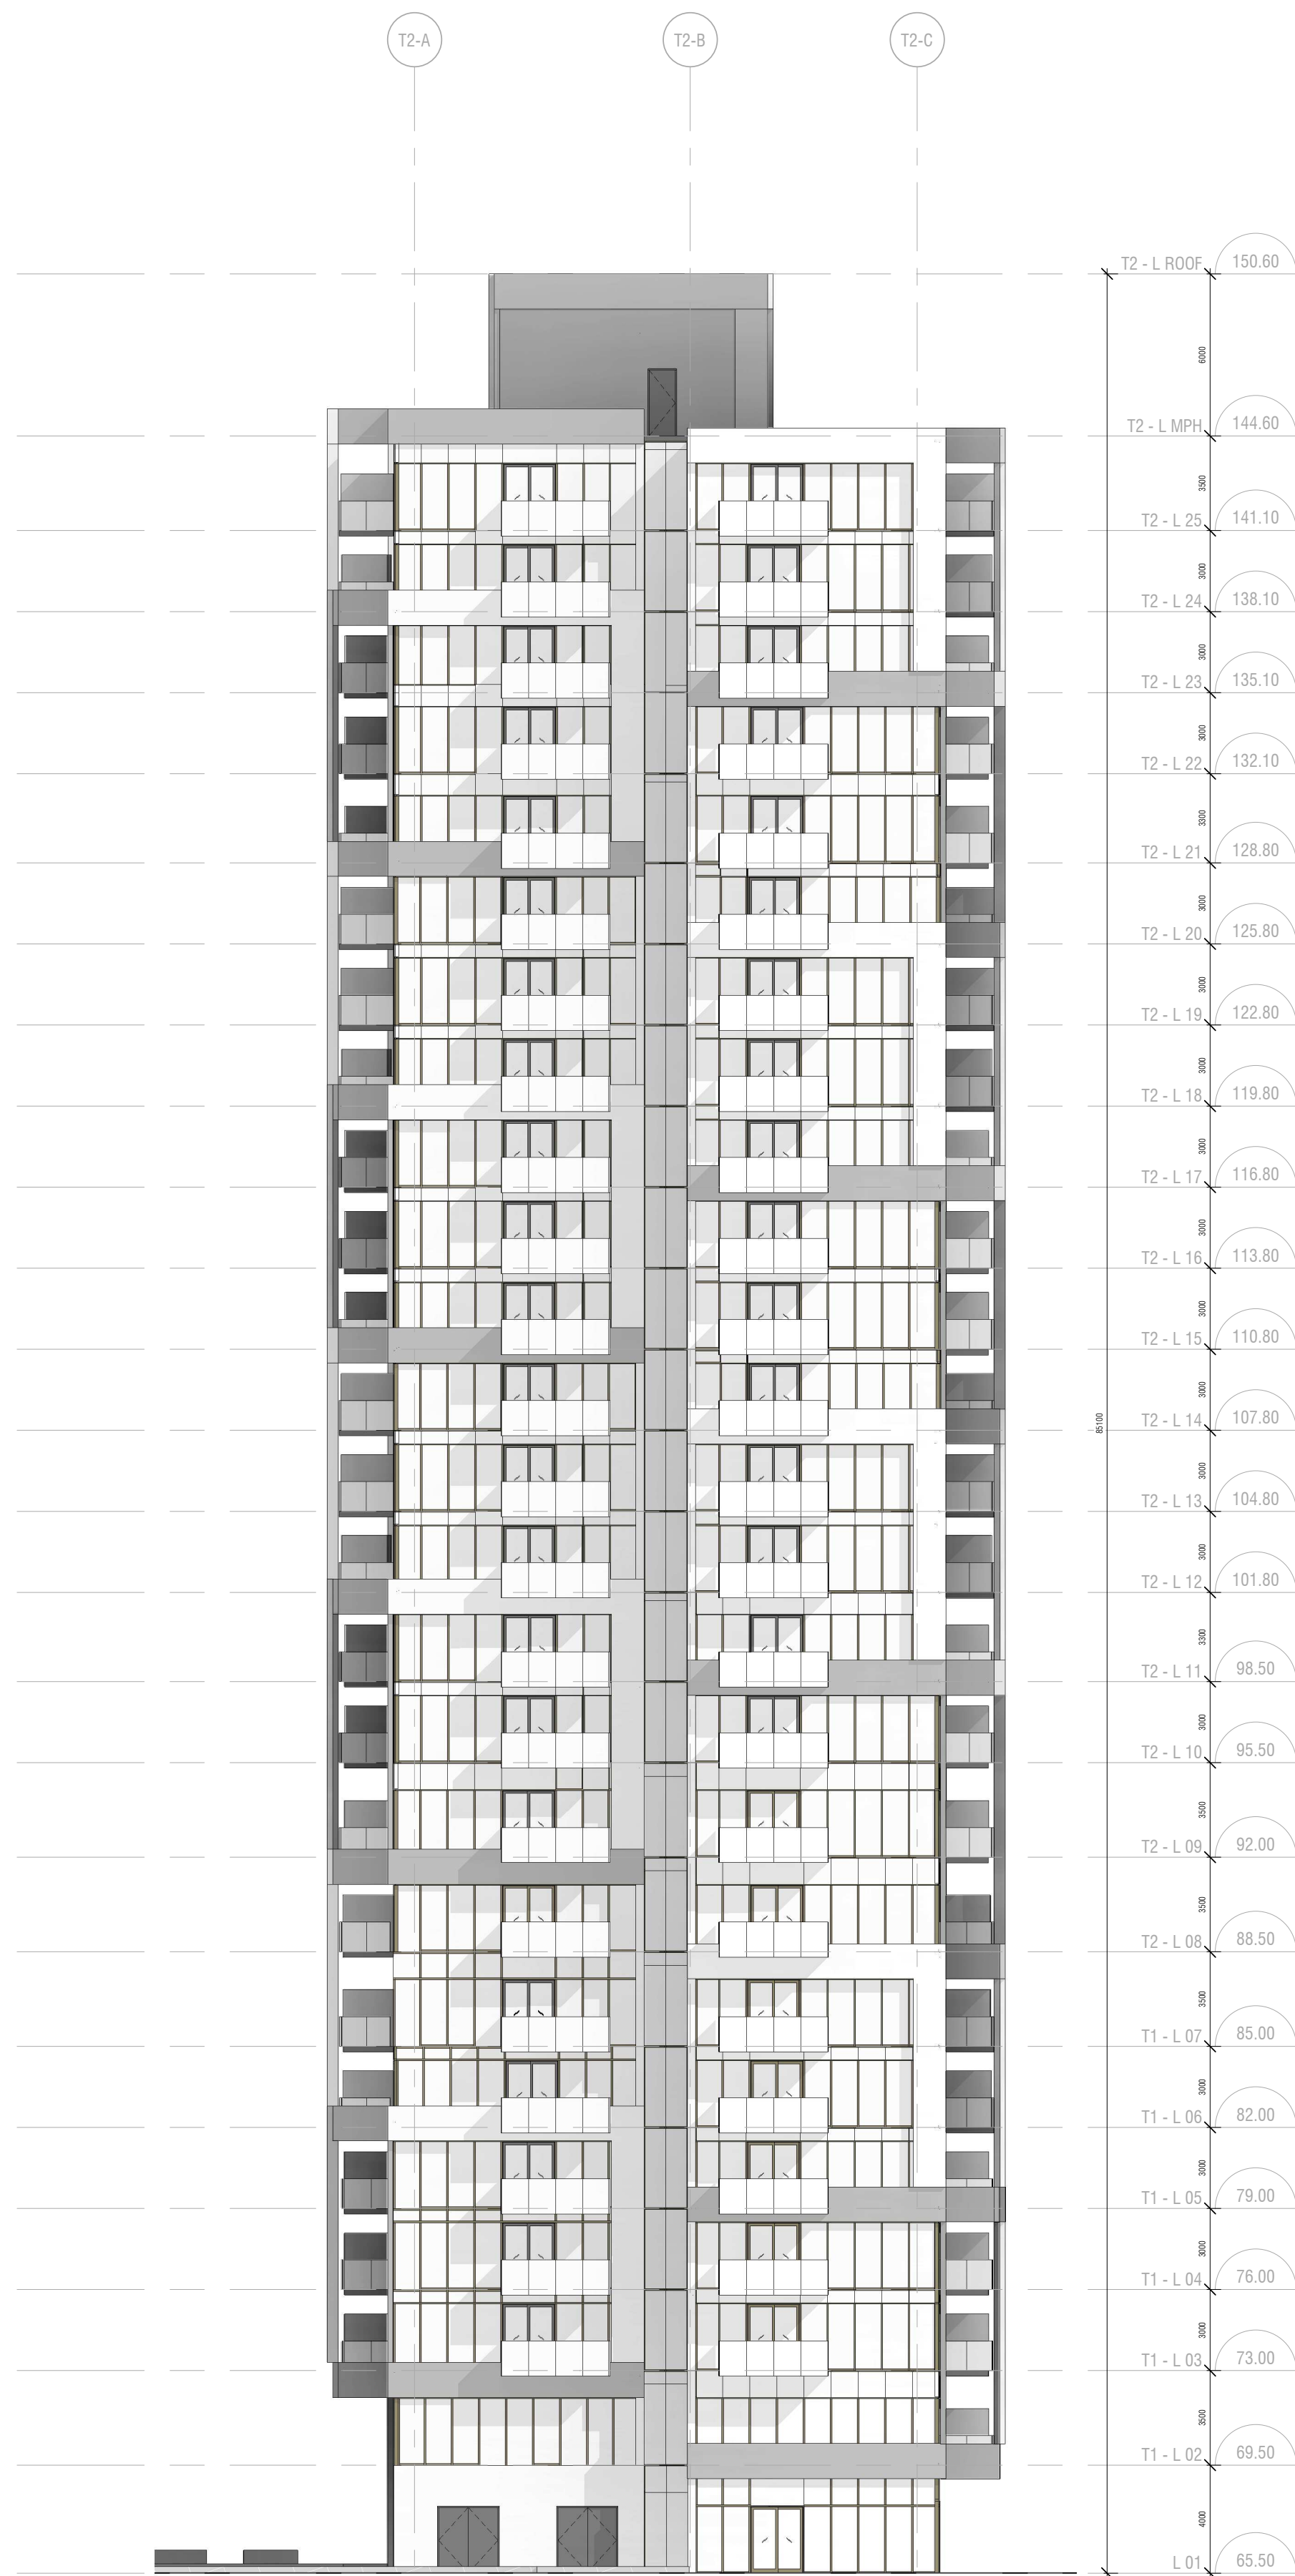 T2-A T2-B T2-C
T2 - L ROOF 150.60
6000
T2 - L MPH 144.60
3500
T2 - L 25 141.10
3000
T2 - L 24 138.10
3000
T2 - L 23 135.10
3000
T2 - L 22 132.10
3300
T2 - L 21 128.80
3000
T2 - L 20 125.80
3000
T2 - L 19 122.80
3000
T2 - L 18 119.80
3000
T2 - L 17 116.80
3000
T2 - L 16 113.80
3000
T2 - L 15 110.80
3000
85100
T2 - L 14 107.80
3000
T2 - L 13 104.80
3000
T2 - L 12 101.80
3300
T2 - L 11 98.50
3000
T2 - L 10 95.50
3500
T2 - L 09 92.00
3500
T2 - L 08 88.50
3500
T1 - L 07 85.00
3000
T1 - L 06 82.00
3000
T1 - L 05 79.00
3000
T1 - L 04 76.00
3000
T1 - L 03 73.00
3500
T1 - L 02 69.50
4000
L 01 65.50